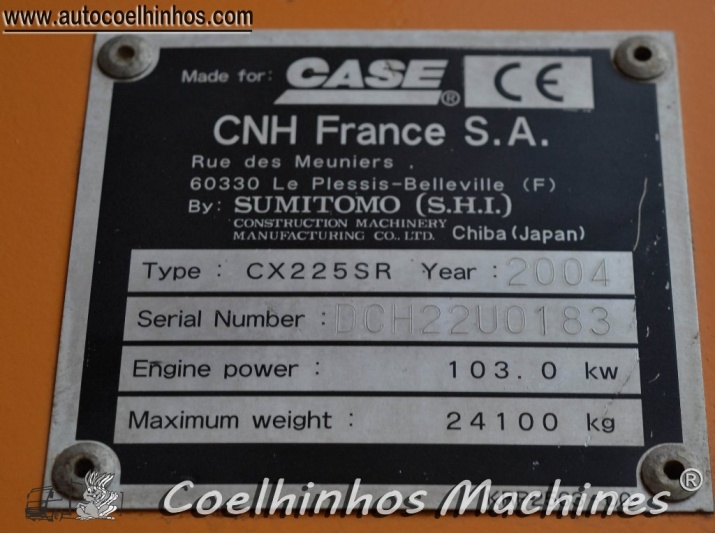 www.autocoelhinhos.com
Made for: CASE ® CE
CNH France S.A.
Rue des Meuniers .
60330 Le Plessis-Belleville (F)
By: SUMITOMO (S.H.I.)
CONSTRUCTION MACHINERY
MANUFACTURING CO., LTD. Chiba (Japan)
Type : CX225SR Year : 2004
Serial Number : DCH22U0183
Engine power : 103.0 kw
Maximum weight : 24100 kg
Coelhinhos Machines ®